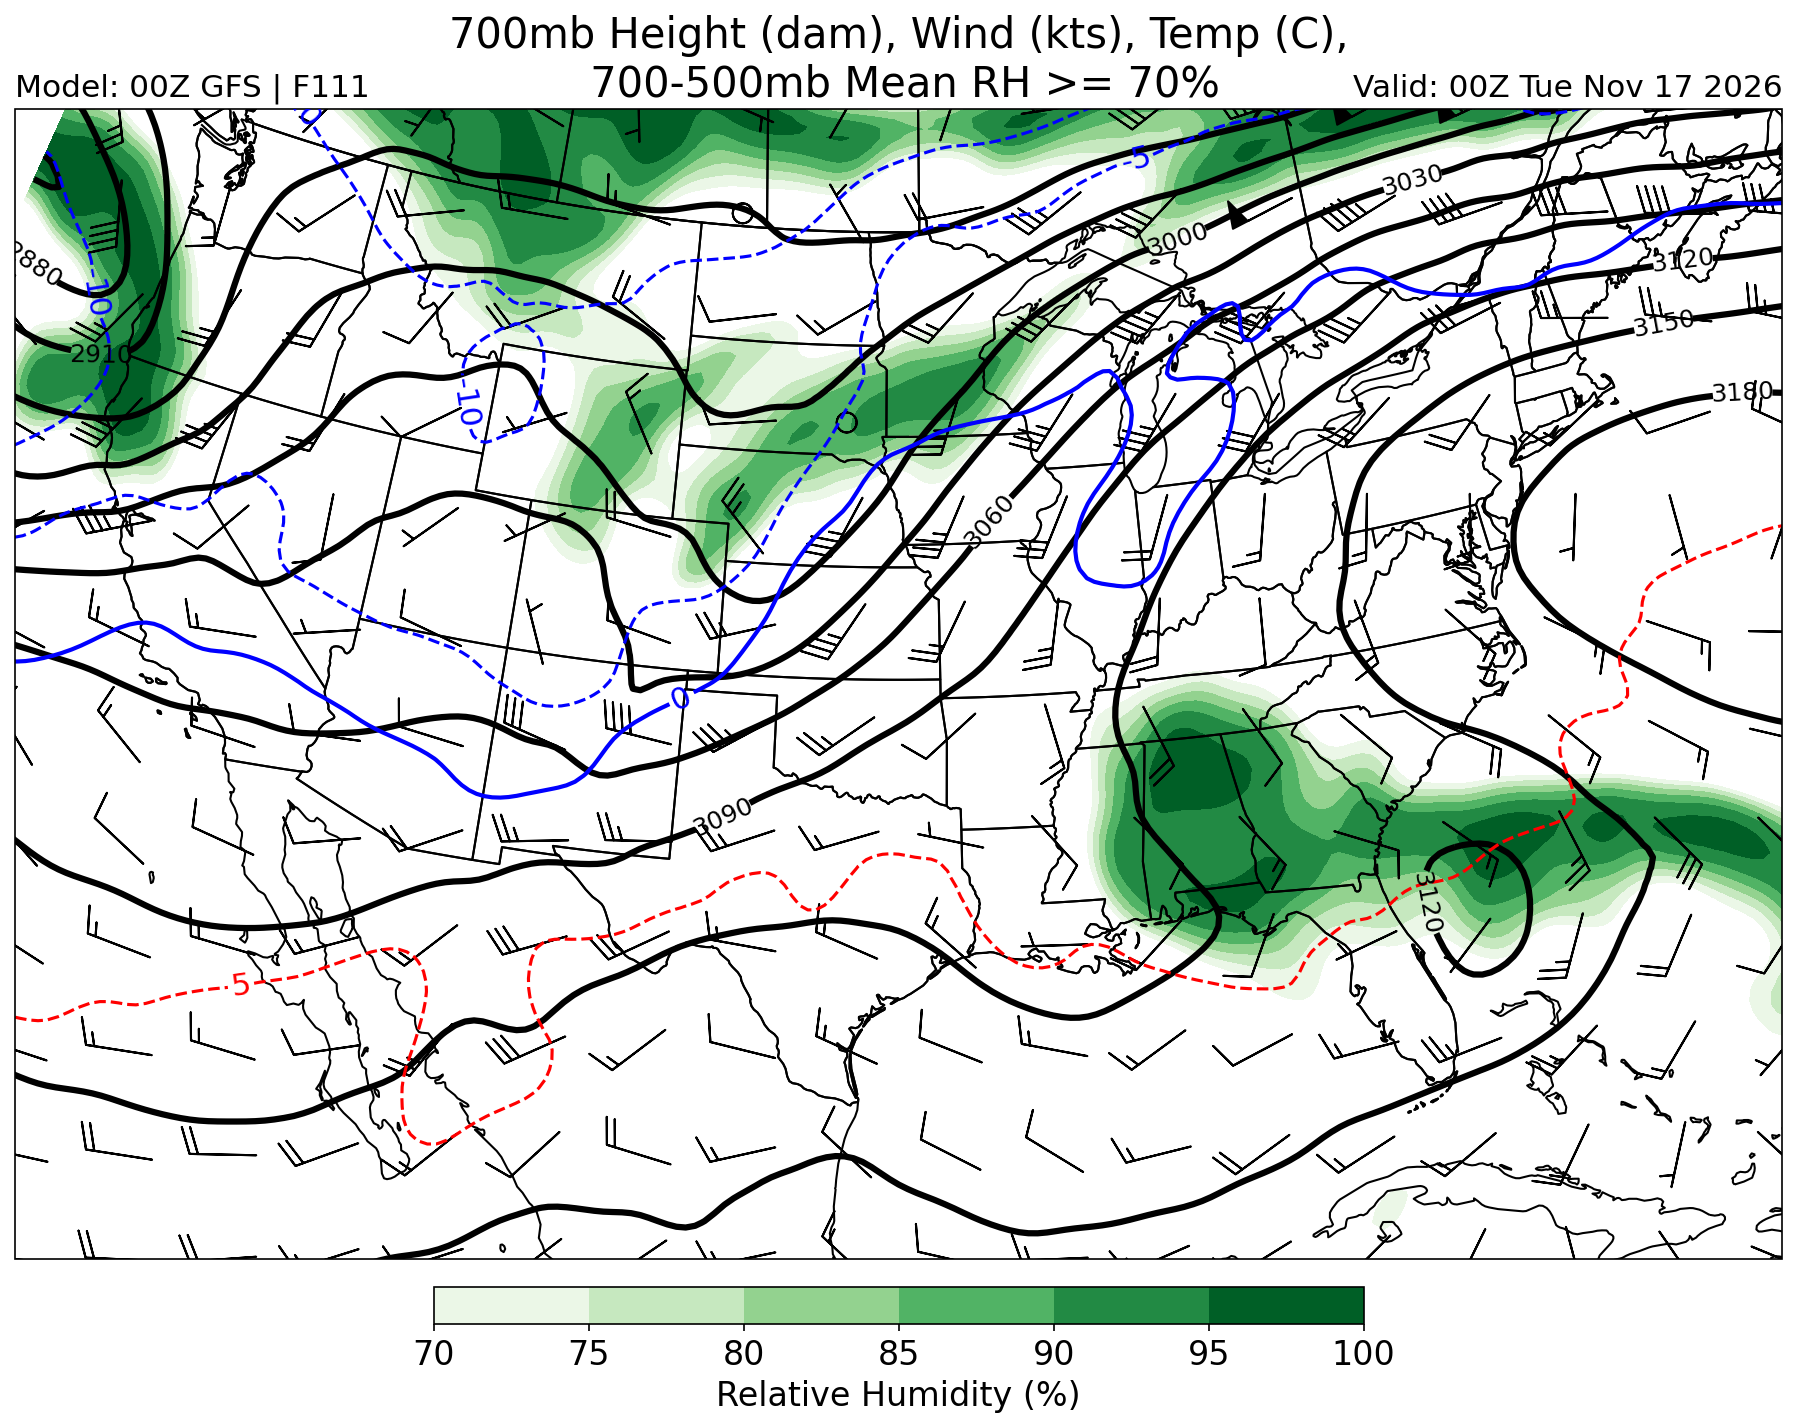 700mb Height (dam), Wind (kts), Temp (C),
700-500mb Mean RH >= 70%
Model: 00Z GFS | F111
Valid: 00Z Tue Nov 17 2026
-5
3030
3000
2880
10
3120
3150
2910
3180
10
3060
0
3090
3120
5
70 75 80 85 90 95 100
Relative Humidity (%)